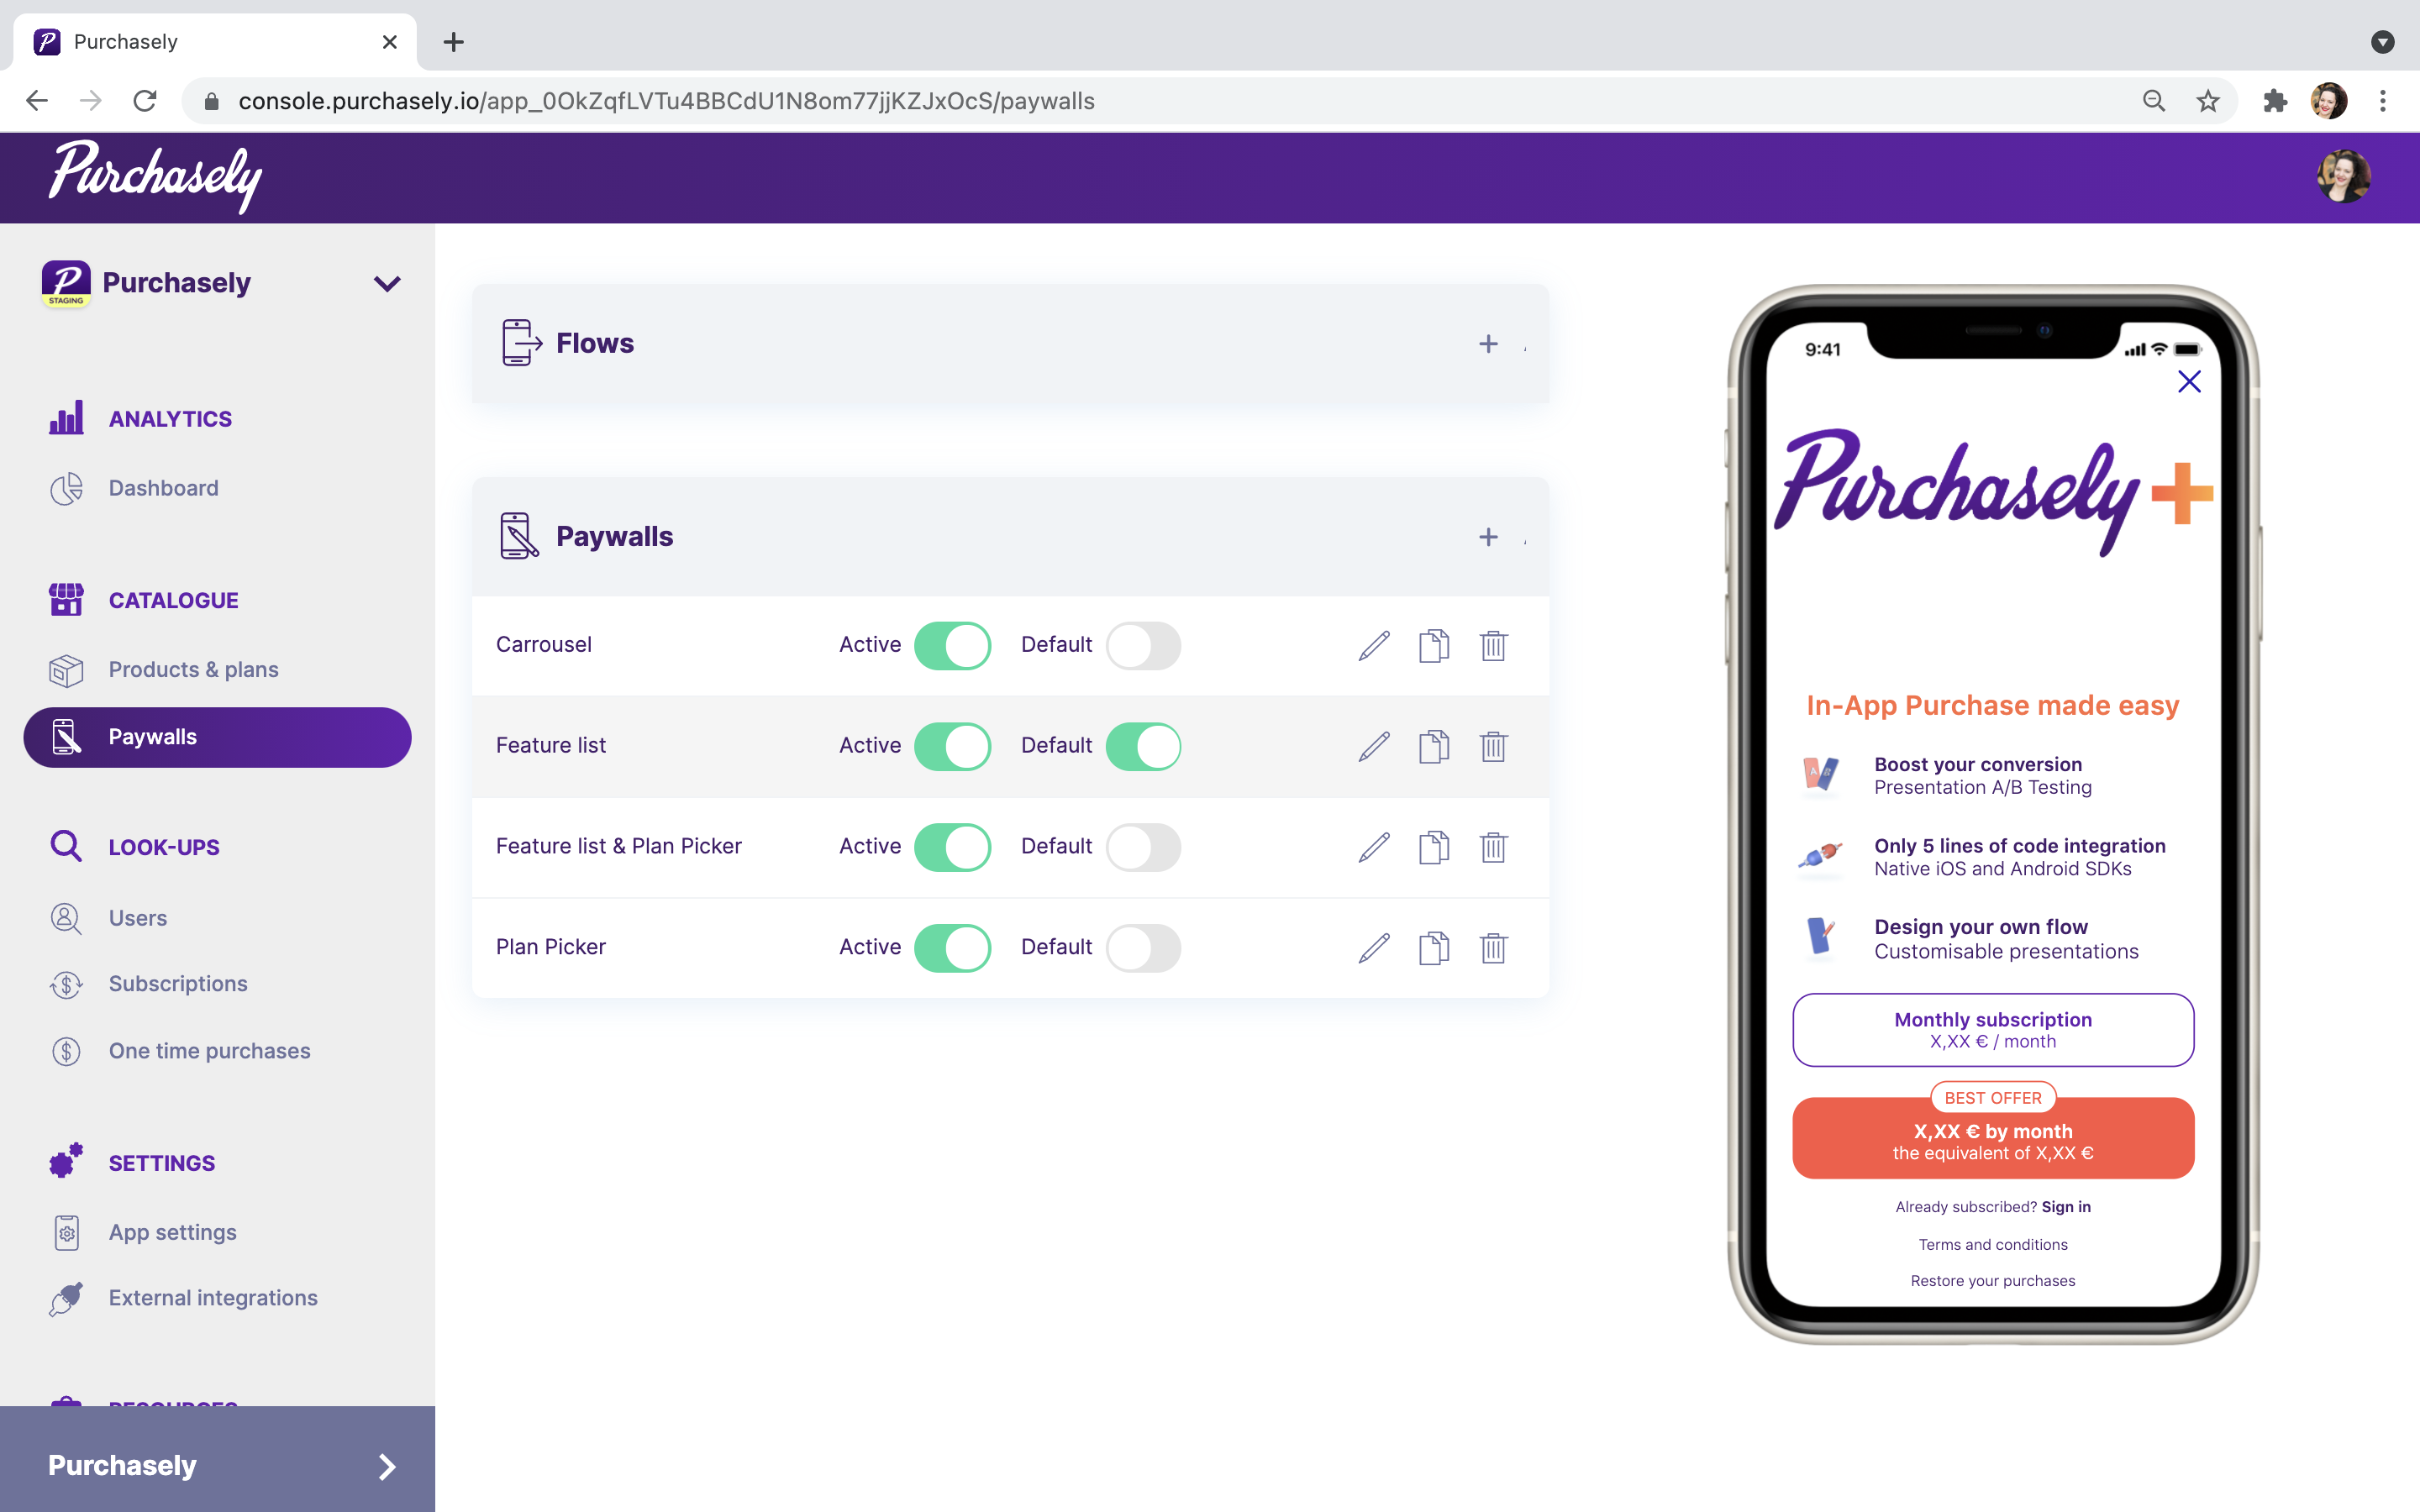 Purchasely
console.purchasely.io/app_0OkZqfLVTu4BBCdU1N8om77jjKZJxOcS/paywalls
Purchasely
STAGING
Purchasely
ANALYTICS
Dashboard
CATALOGUE
Products & plans
Paywalls
LOOK-UPS
Users
Subscriptions
One time purchases
SETTINGS
App settings
External integrations
RESOURCES
Purchasely
Flows
Paywalls
Carrousel Active Default
Feature list Active Default
Feature list & Plan Picker Active Default
Plan Picker Active Default
9:41
Purchasely+
In-App Purchase made easy
A B
Boost your conversion
Presentation A/B Testing
Only 5 lines of code integration
Native iOS and Android SDKs
Design your own flow
Customisable presentations
Monthly subscription
X,XX € / month
BEST OFFER
X,XX € by month
the equivalent of X,XX €
Already subscribed? Sign in
Terms and conditions
Restore your purchases